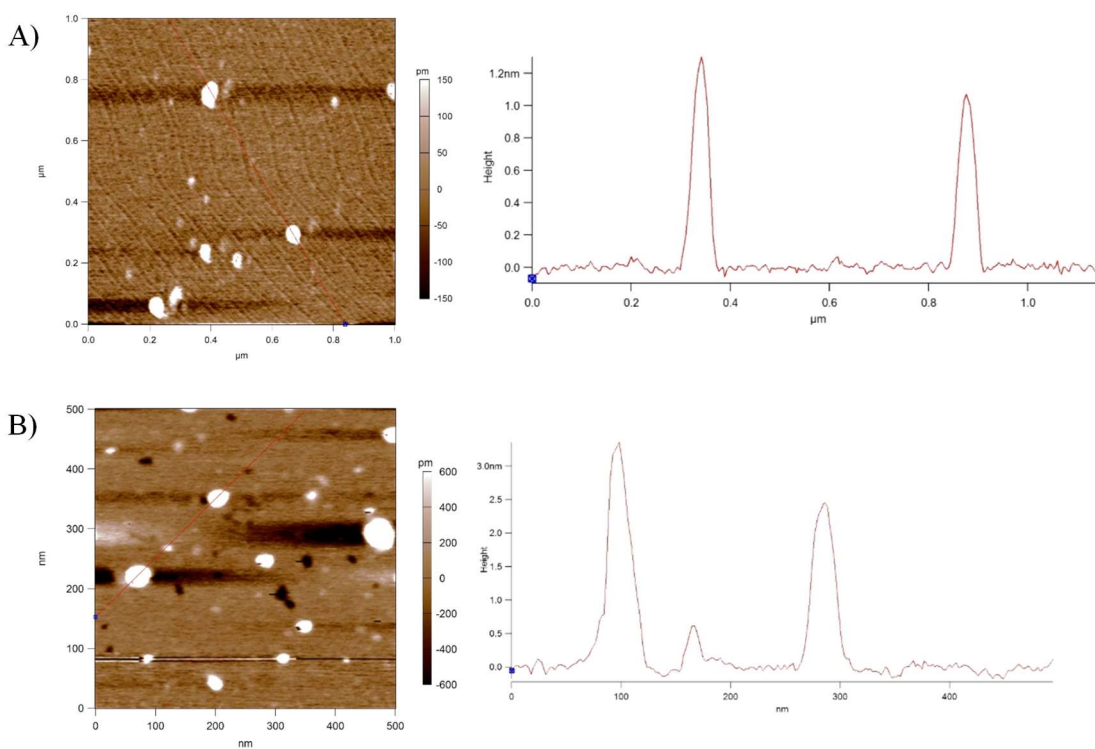 A)
1.0
0.8
0.6
0.4
0.2
0.0
µm
0.0 0.2 0.4 0.6 0.8 1.0
µm
pm
150
100
50
0
-50
-100
-150
1.2nm
1.0
0.8
0.6
0.4
0.2
0.0
Height
0.0 0.2 0.4 0.6 0.8 1.0
µm
B)
500
400
300
200
100
0
nm
0 100 200 300 400 500
nm
pm
600
400
200
0
-200
-400
-600
3.0nm
2.5
2.0
1.5
1.0
0.5
0.0
Height
0 100 200 300 400
nm